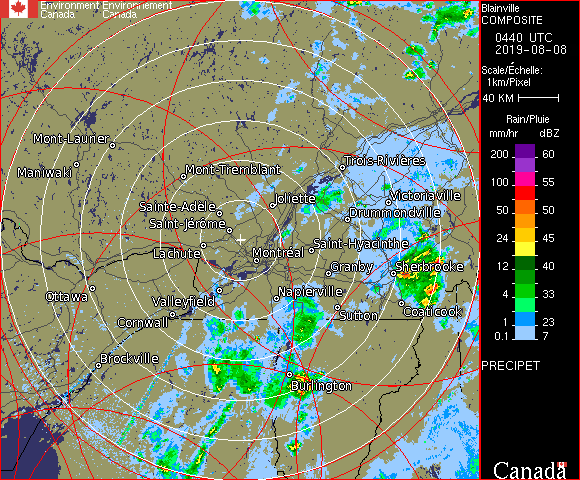 Environment Environnement
Canada Canada
Blainville
COMPOSITE
0440 UTC
2019-08-08
Scale/Échelle:
1km/Pixel
40 KM
Rain/Pluie
mm/hr dBZ
200 60
100 55
50 50
24 45
12 40
4 33
1 23
0.1 7
PRECIPET
Canada
Mont-Laurier
Maniwaki
Mont-Tremblant
Trois-Rivières
Sainte-Adèle
Joliette
Victoriaville
Saint-Jérôme
Drummondville
Lachute
Montréal
Saint-Hyacinthe
Granby
Sherbrooke
Ottawa
Valleyfield
Napierville
Coaticook
Cornwall
Sutton
Brockville
Burlington